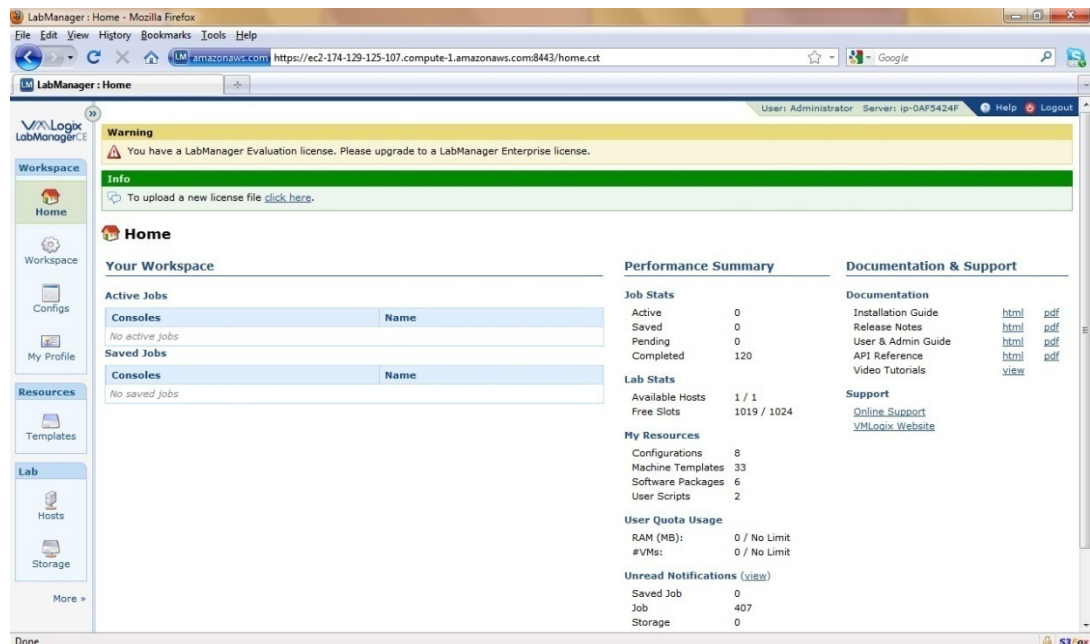 LabManager : Home - Mozilla Firefox
File Edit View History Bookmarks Tools Help
LM amazonaws.com https://ec2-174-129-125-107.compute-1.amazonaws.com:8443/home.cst Google
LM LabManager : Home
User: Administrator Server: ip-0AF5424F Help Logout
VMLogix
LabManagerCE
Workspace
Home
Workspace
Configs
My Profile
Resources
Templates
Lab
Hosts
Storage
More »
Warning
You have a LabManager Evaluation license. Please upgrade to a LabManager Enterprise license.
Info
To upload a new license file click here.
Home
Your Workspace
Active Jobs
Consoles Name
No active jobs
Saved Jobs
Consoles Name
No saved jobs
Performance Summary
Job Stats
Active 0
Saved 0
Pending 0
Completed 120
Lab Stats
Available Hosts 1 / 1
Free Slots 1019 / 1024
My Resources
Configurations 8
Machine Templates 33
Software Packages 6
User Scripts 2
User Quota Usage
RAM (MB): 0 / No Limit
#VMs: 0 / No Limit
Unread Notifications (view)
Saved Job 0
Job 407
Storage 0
Documentation & Support
Documentation
Installation Guide html pdf
Release Notes html pdf
User & Admin Guide html pdf
API Reference html pdf
Video Tutorials view
Support
Online Support
VMLogix Website
Done S3Fox